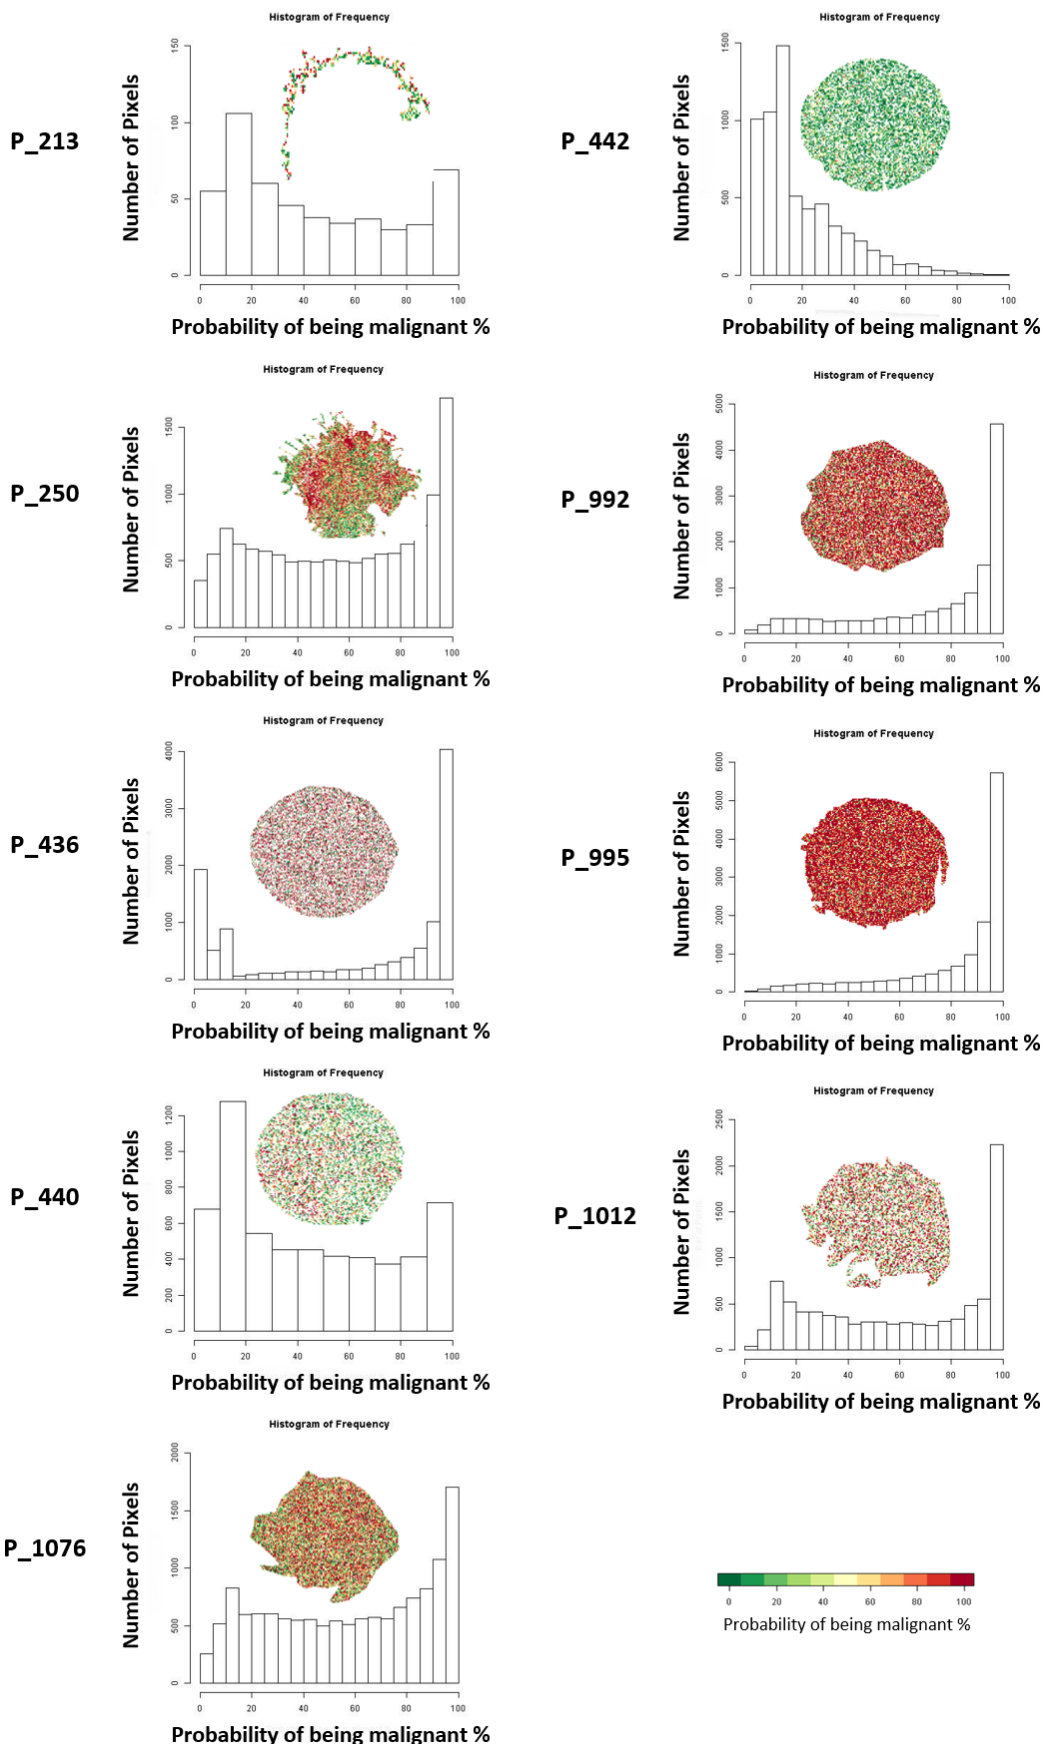 Histogram of Frequency
P_213
Number of Pixels
0 50 100 150
0 20 40 60 80 100
Probability of being malignant %
Histogram of Frequency
P_442
Number of Pixels
0 500 1000 1500
0 20 40 60 80 100
Probability of being malignant %
Histogram of Frequency
P_250
Number of Pixels
0 500 1000 1500
0 20 40 60 80 100
Probability of being malignant %
Histogram of Frequency
P_992
Number of Pixels
0 1000 2000 3000 4000 5000
0 20 40 60 80 100
Probability of being malignant %
Histogram of Frequency
P_436
Number of Pixels
0 1000 2000 3000 4000
0 20 40 60 80 100
Probability of being malignant %
Histogram of Frequency
P_995
Number of Pixels
0 1000 2000 3000 4000 5000 6000
0 20 40 60 80 100
Probability of being malignant %
Histogram of Frequency
P_440
Number of Pixels
0 200 400 600 800 1000 1200
0 20 40 60 80 100
Probability of being malignant %
Histogram of Frequency
P_1012
Number of Pixels
0 500 1000 1500 2000 2500
0 20 40 60 80 100
Probability of being malignant %
Histogram of Frequency
P_1076
Number of Pixels
0 500 1000 1500 2000
0 20 40 60 80 100
Probability of being malignant %
0 20 40 60 80 100
Probability of being malignant %